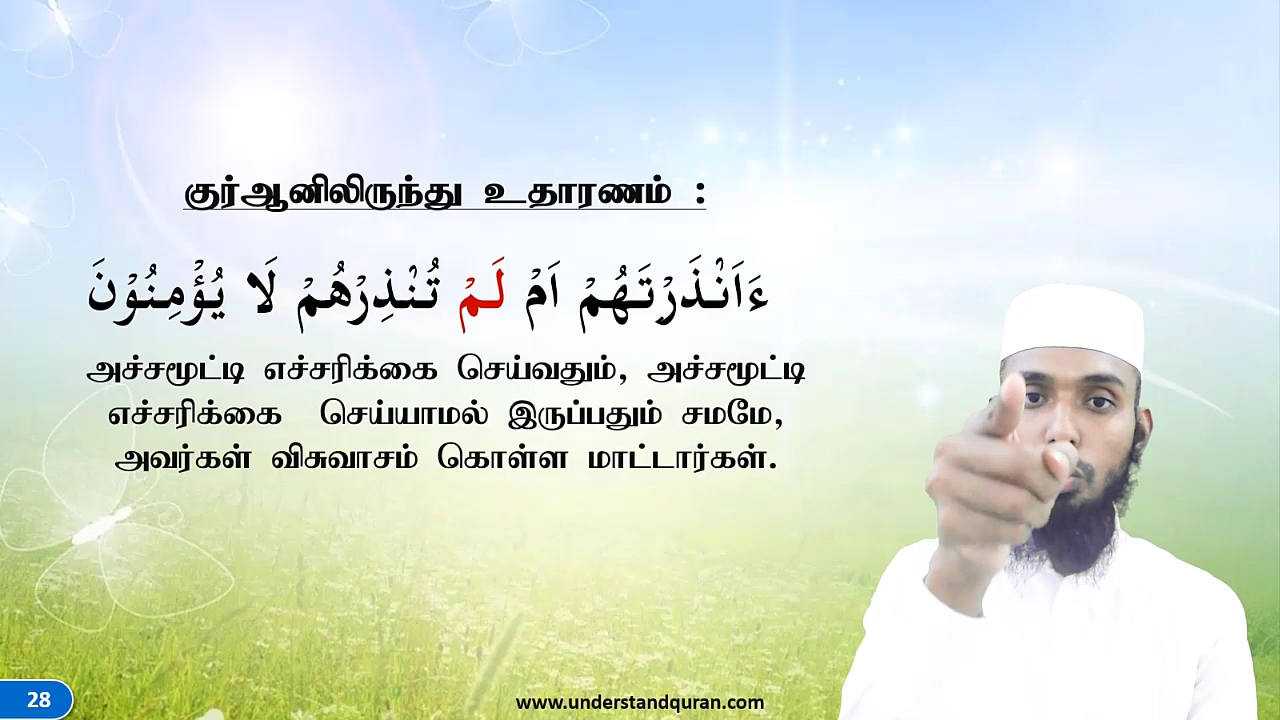 குர்ஆனிலிருந்து உதாரணம் :
ءَاَنْذَرْتَهُمْ اَمْ لَمْ تُنْذِرْهُمْ لَا يُؤْمِنُوْنَ
அச்சமூட்டி எச்சரிக்கை செய்வதும், அச்சமூட்டி
எச்சரிக்கை செய்யாமல் இருப்பதும் சமமே,
அவர்கள் விசுவாசம் கொள்ள மாட்டார்கள்.
28
www.understandquran.com